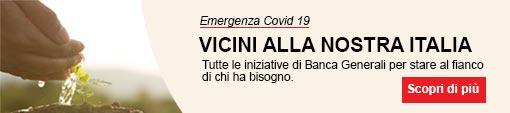 Emergenza Covid 19
VICINI ALLA NOSTRA ITALIA
Tutte le iniziative di Banca Generali per stare al fianco
di chi ha bisogno.
Scopri di più